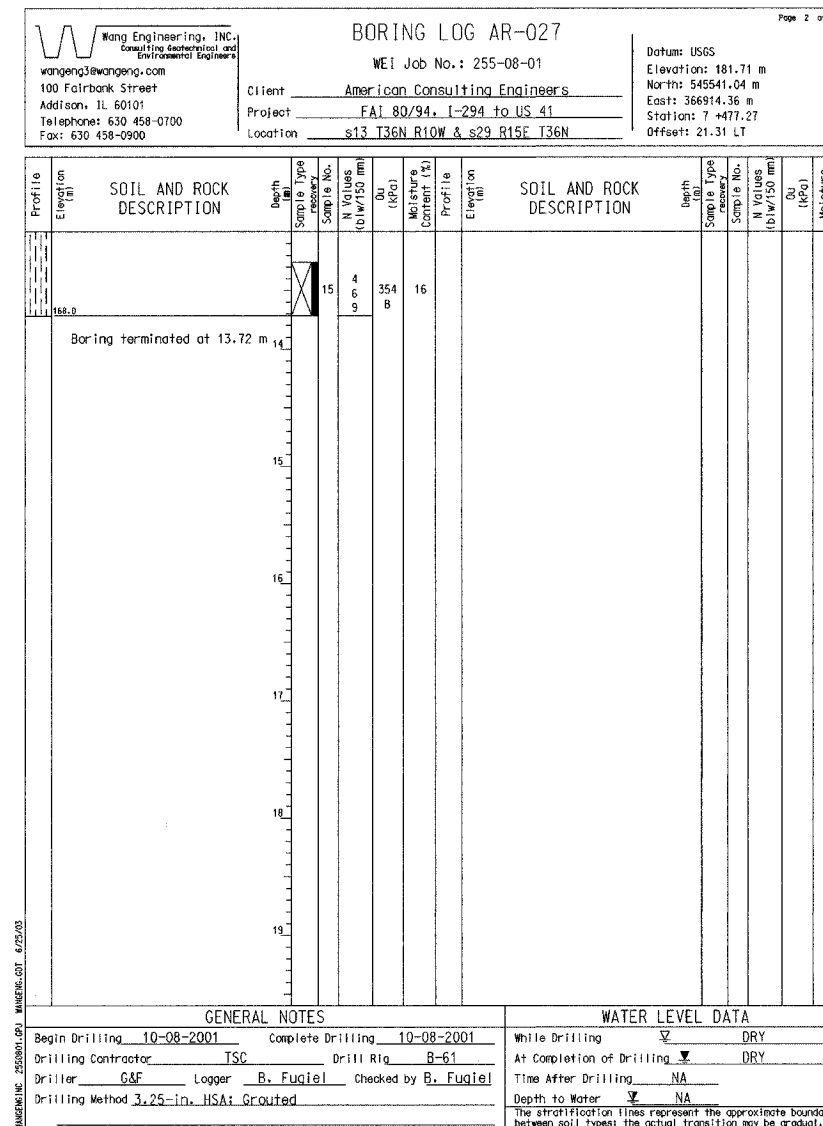 Page 2
Wang Engineering, INC.
Consulting Geotechnical and
Environmental Engineers
wangeng3@wangeng.com
100 Fairbank Street
Addison, IL 60101
Telephone: 630 458-0700
Fax: 630 458-0900
BORING LOG AR-027
WEI Job No.: 255-08-01
Client American Consulting Engineers
Project FAI 80/94, I-294 to US 41
Location s13 T36N R10W & s29 R15E T36N
Datum: USGS
Elevation: 181.71 m
North: 545541.04 m
East: 366914.36 m
Station: 7 +477.27
Offset: 21.31 LT
Profile
Elevation (m)
SOIL AND ROCK DESCRIPTION
Depth (m)
Sample Type recovery
Sample No.
N Values (blw/150 mm)
Qu (kPa)
Moisture Content (%)
Profile
Elevation (m)
SOIL AND ROCK DESCRIPTION
Depth (m)
Sample Type recovery
Sample No.
N Values (blw/150 mm)
Qu (kPa)
Moisture
15
4
6
9
354
B
16
168.0
Boring terminated at 13.72 m
14
15
16
17
18
19
WANGENGINC 2550801.GPJ WANGENG.GDT 6/25/03
GENERAL NOTES
Begin Drilling 10-08-2001 Complete Drilling 10-08-2001
Drilling Contractor TSC Drill Rig B-61
Driller G&F Logger B. Fugiel Checked by B. Fugiel
Drilling Method 3.25-in. HSA; Grouted
WATER LEVEL DATA
While Drilling DRY
At Completion of Drilling DRY
Time After Drilling NA
Depth to Water NA
The stratification lines represent the approximate
between soil types; the actual transition may be gradual.